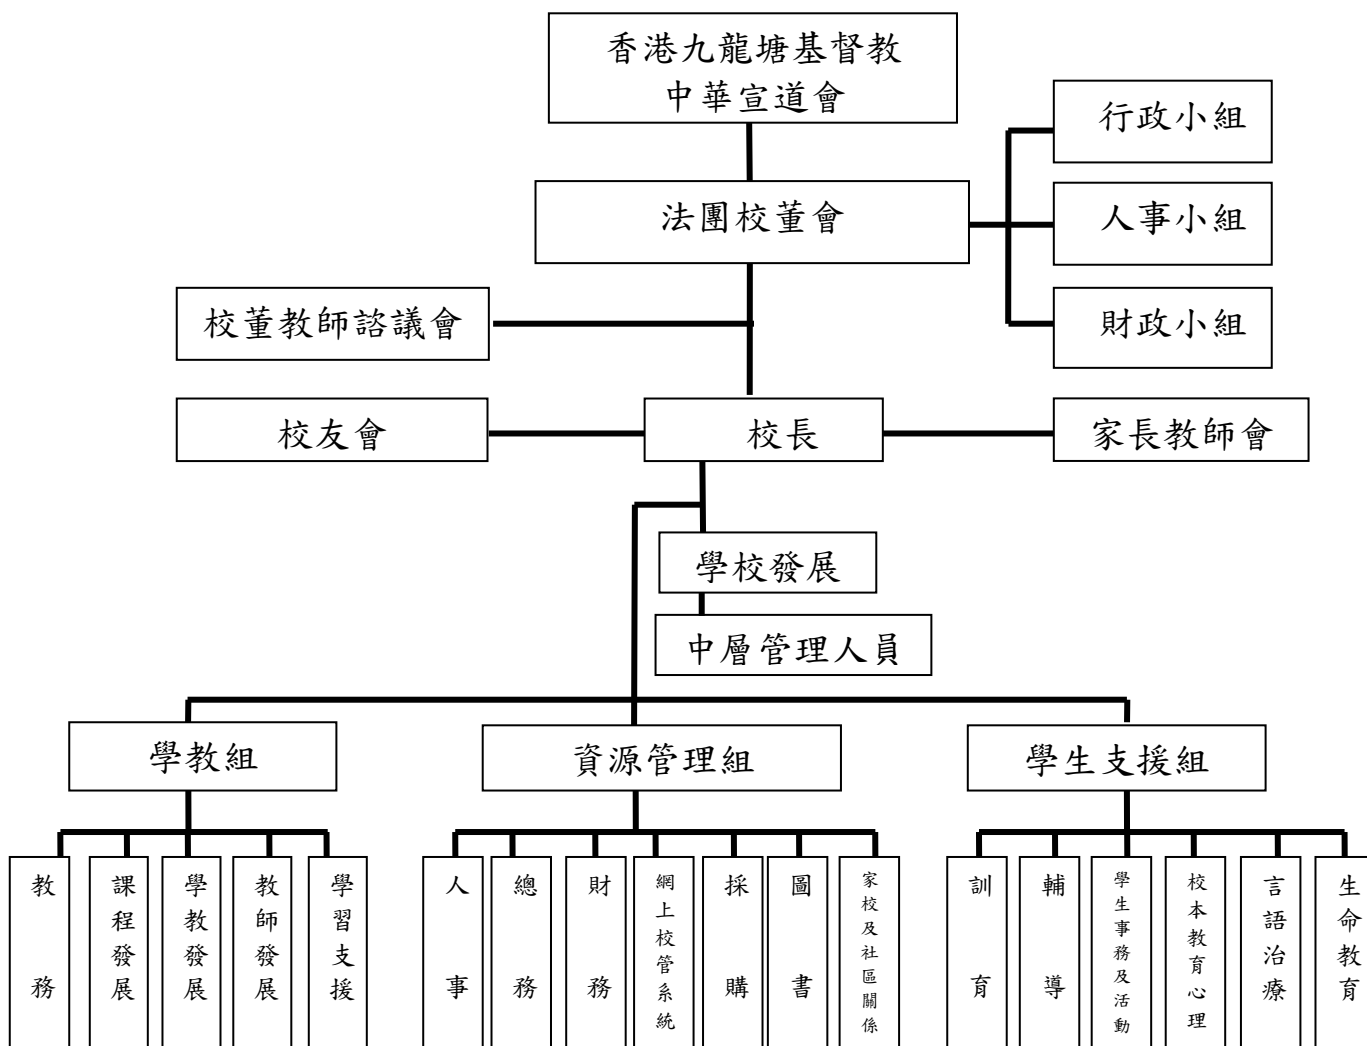 香港九龍塘基督教
中華宣道會
行政小組
法團校董會
人事小組
校董教師諮議會
財政小組
校友會
校長
家長教師會
學校發展
中層管理人員
學教組
資源管理組
學生支援組
教務
課程發展
學教發展
教師發展
學習支援
人事
總務
財務
網上校管系統
採購
圖書
家校及社區關係
訓育
輔導
學生事務及活動
校本教育心理
言語治療
生命教育